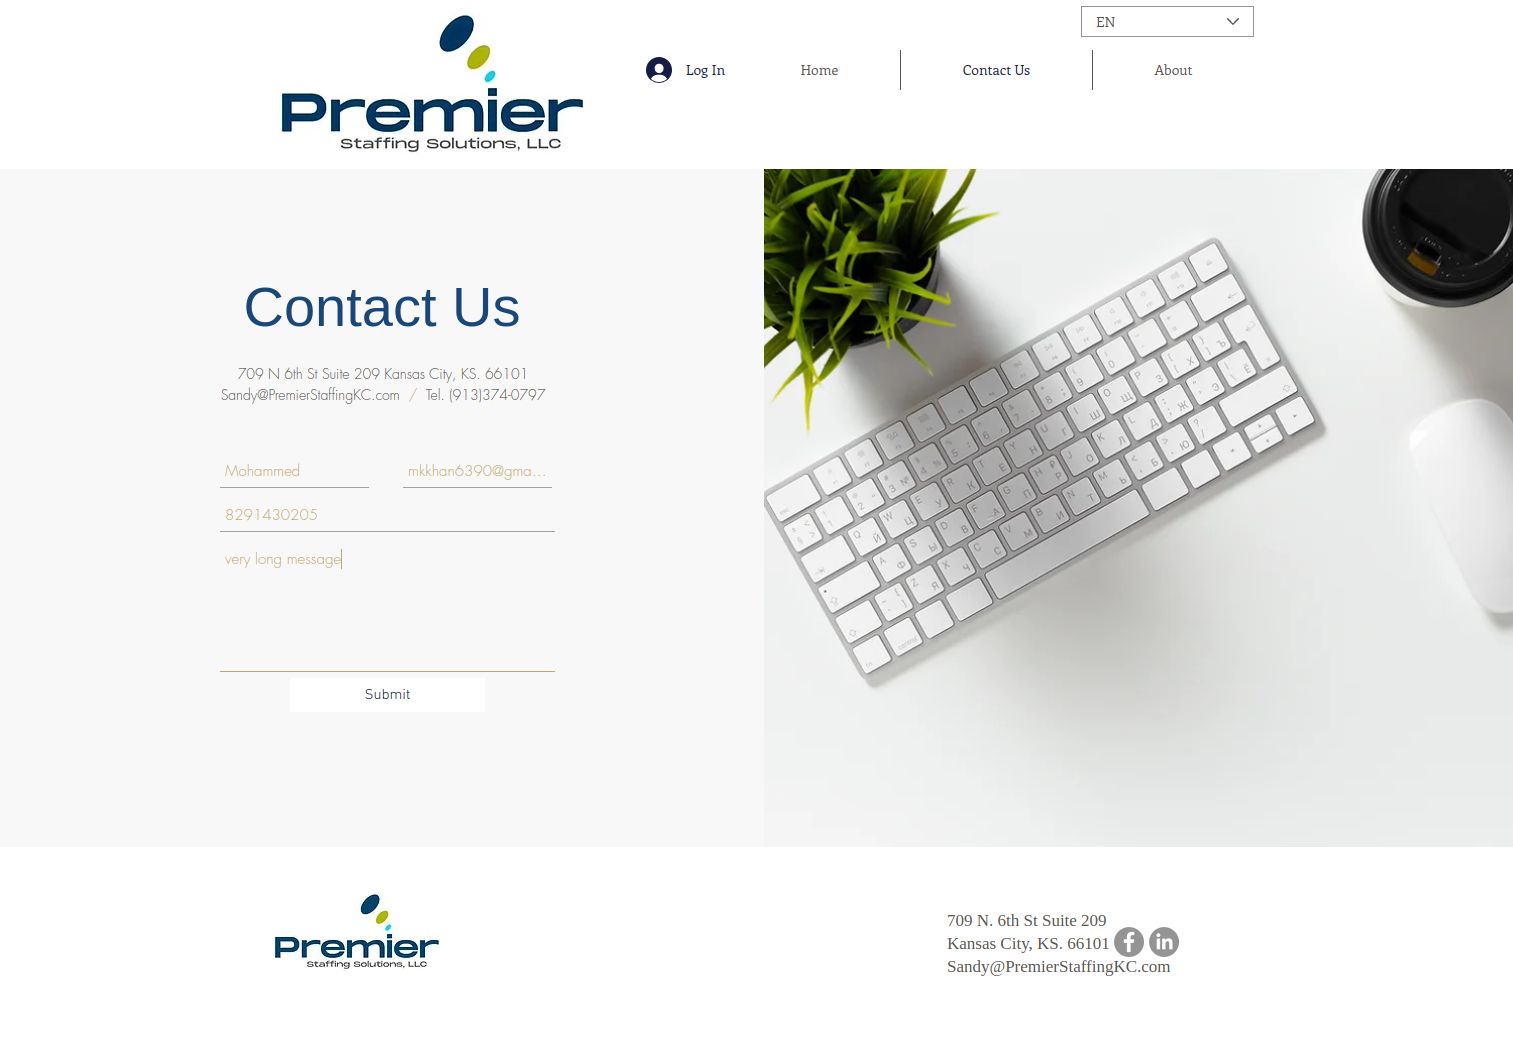 EN
Premier
Staffing Solutions, LLC
Log In
Home
Contact Us
About
Contact Us
709 N 6th St Suite 209 Kansas City, KS. 66101
Sandy@PremierStaffingKC.com / Tel. (913)374-0797
Mohammed
mkkhan6390@gma...
8291430205
very long message
Submit
Premier
Staffing Solutions, LLC
709 N. 6th St Suite 209
Kansas City, KS. 66101
Sandy@PremierStaffingKC.com